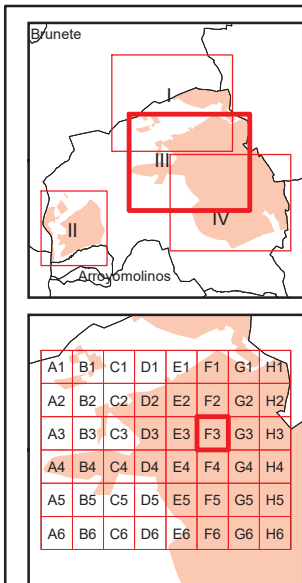 Brunete
I
III
II
IV
Arroyomolinos
A1 B1 C1 D1 E1 F1 G1 H1
A2 B2 C2 D2 E2 F2 G2 H2
A3 B3 C3 D3 E3 F3 G3 H3
A4 B4 C4 D4 E4 F4 G4 H4
A5 B5 C5 D5 E5 F5 G5 H5
A6 B6 C6 D6 E6 F6 G6 H6